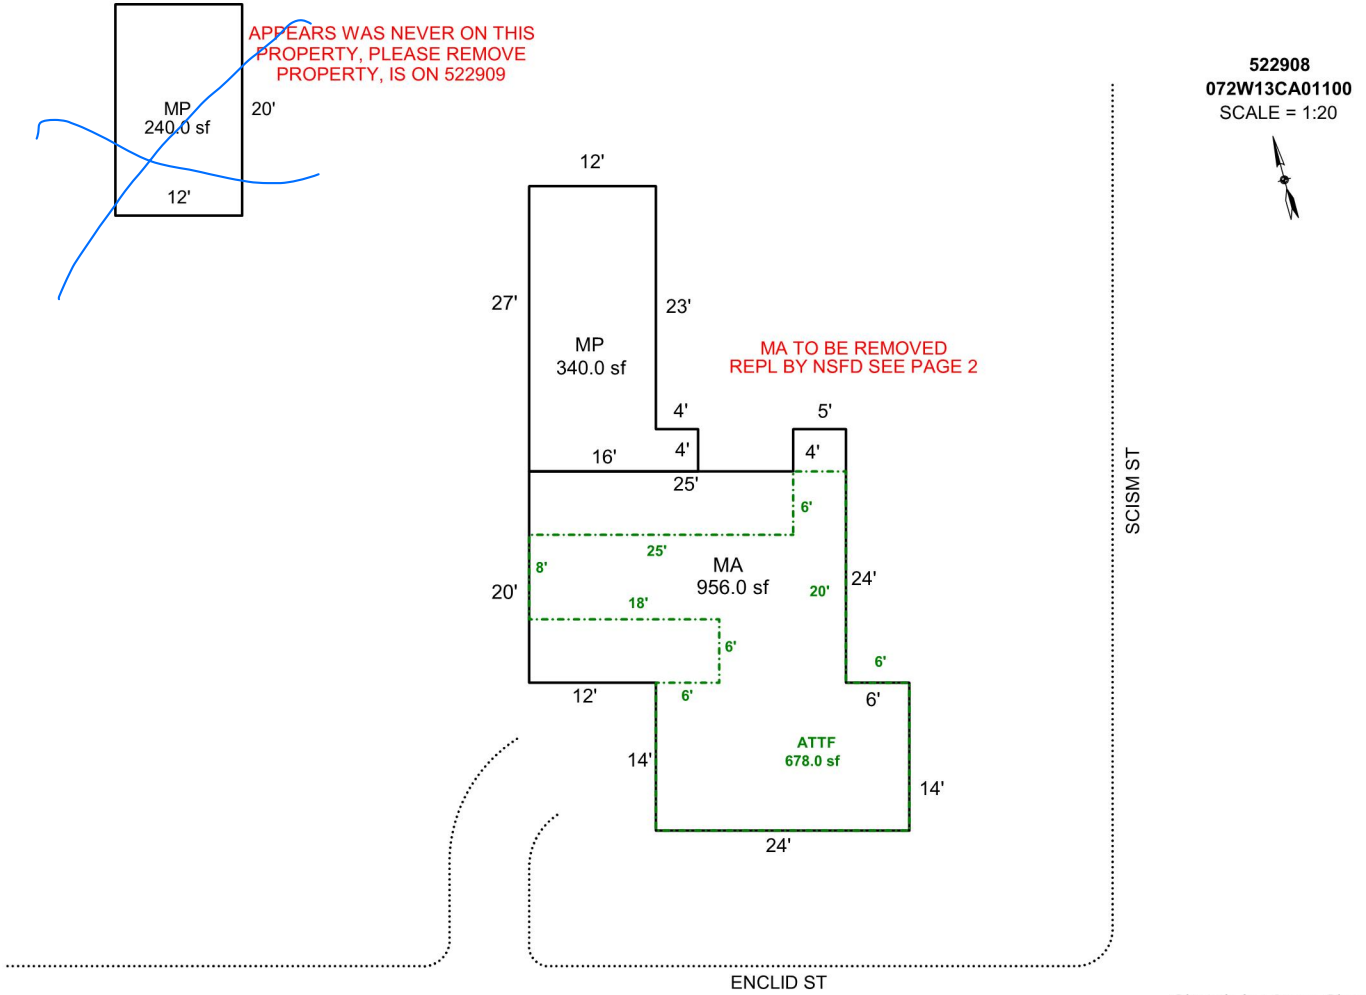 APPEARS WAS NEVER ON THIS
PROPERTY, PLEASE REMOVE
PROPERTY, IS ON 522909
MP
240.0 sf
20'
12'
522908
072W13CA01100
SCALE = 1:20
12'
27'
23'
MP
340.0 sf
MA TO BE REMOVED
REPL BY NSFD SEE PAGE 2
4'
5'
16'
4'
4'
25'
6'
25'
8'
MA
956.0 sf
20'
24'
20'
18'
6'
6'
12'
6'
6'
ATTF
678.0 sf
14'
14'
24'
SCISM ST
ENCLID ST